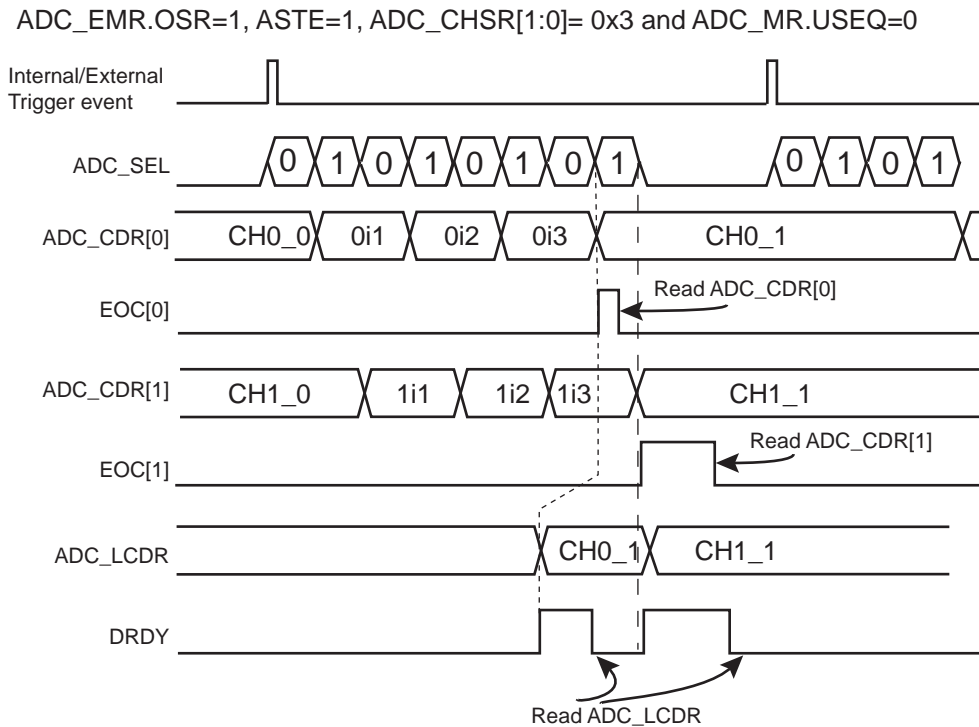 ADC_EMR.OSR=1, ASTE=1, ADC_CHSR[1:0]= 0x3 and ADC_MR.USEQ=0
Internal/External
Trigger event
ADC_SEL 0 1 0 1 0 1 0 1 0 1 0 1
ADC_CDR[0] CH0_0 0i1 0i2 0i3 CH0_1
EOC[0] Read ADC_CDR[0]
ADC_CDR[1] CH1_0 1i1 1i2 1i3 CH1_1
EOC[1] Read ADC_CDR[1]
ADC_LCDR CH0_1 CH1_1
DRDY
Read ADC_LCDR